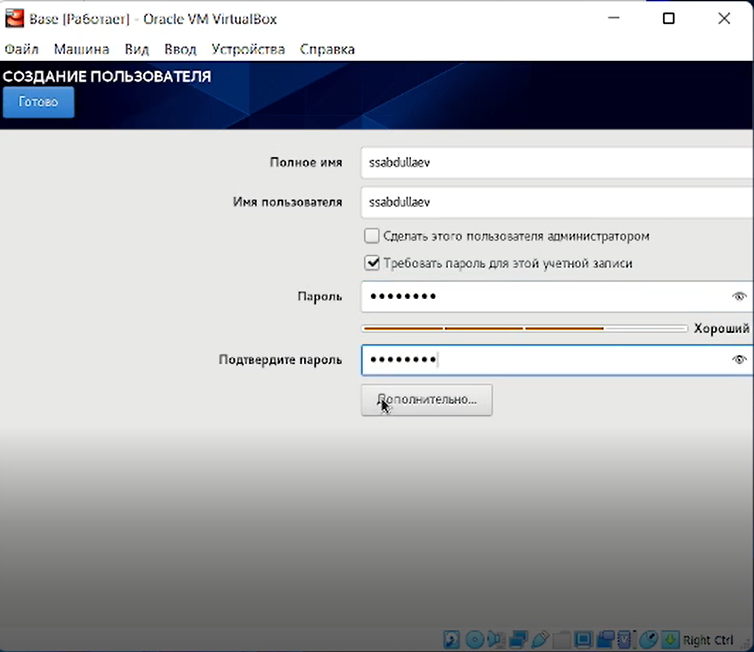 Base [Работает] - Oracle VM VirtualBox
Файл Машина Вид Ввод Устройства Справка
СОЗДАНИЕ ПОЛЬЗОВАТЕЛЯ
Готово
Полное имя ssabdullaev
Имя пользователя ssabdullaev
Сделать этого пользователя администратором
Требовать пароль для этой учетной записи
Пароль ••••••••
Хороший
Подтвердите пароль ••••••••
Дополнительно...
Right Ctrl